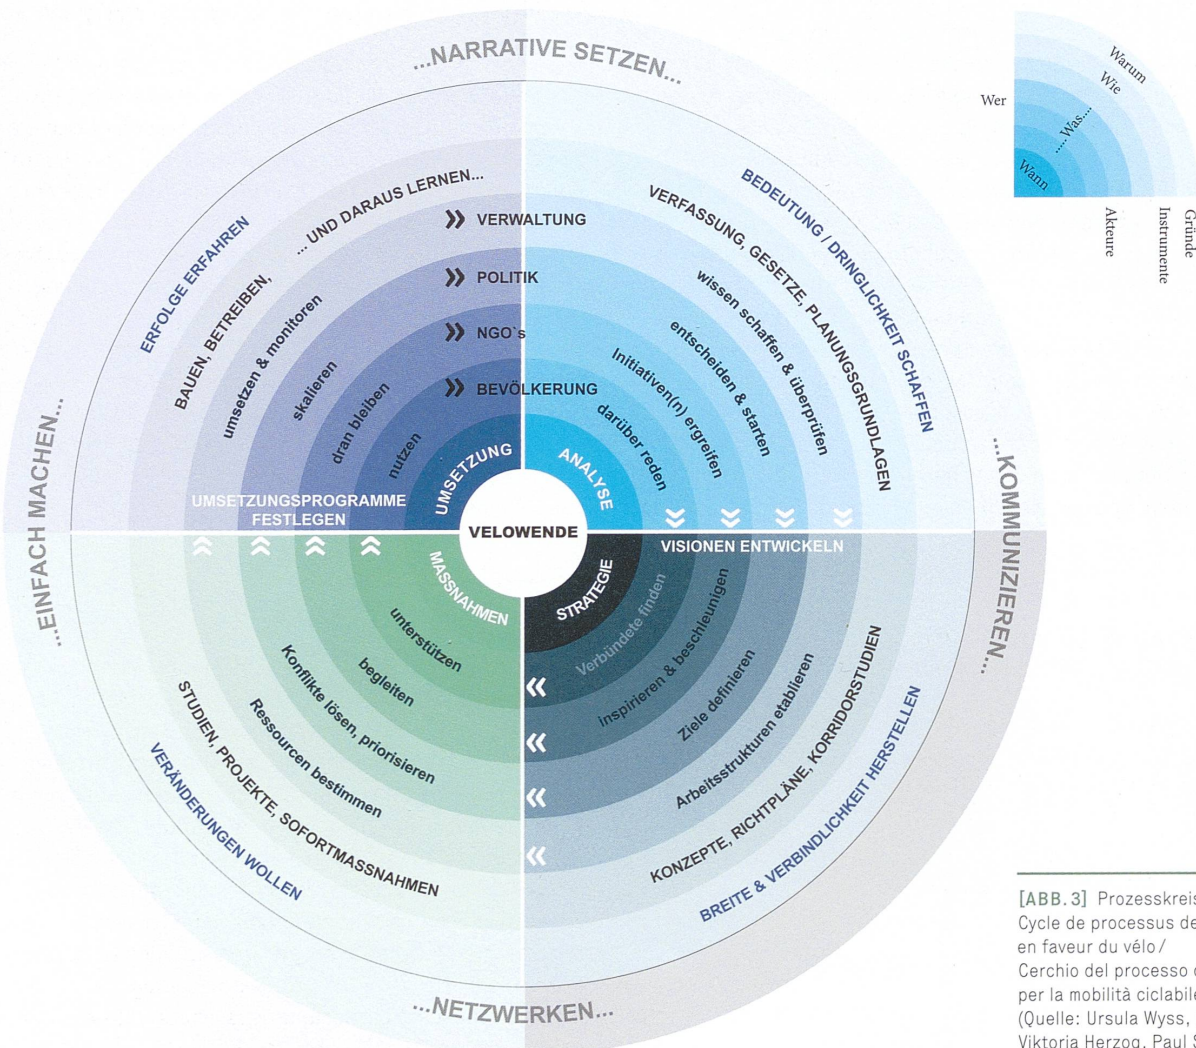 ...NARRATIVE SETZEN...
...KOMMUNIZIEREN...
...NETZWERKEN...
...EINFACH MACHEN...
ERFOLGE ERFAHREN
BAUEN, BETREIBEN,
... UND DARAUS LERNEN...
umsetzen & monitoren
skalieren
dran bleiben
nutzen
UMSETZUNG
UMSETZUNGSPROGRAMME
FESTLEGEN
VERWALTUNG
POLITIK
NGO`s
BEVÖLKERUNG
BEDEUTUNG / DRINGLICHKEIT SCHAFFEN
VERFASSUNG, GESETZE, PLANUNGSGRUNDLAGEN
wissen schaffen & überprüfen
entscheiden & starten
Initiativen(n) ergreifen
darüber reden
ANALYSE
VELOWENDE
VISIONEN ENTWICKELN
STRATEGIE
Verbündete finden
inspirieren & beschleunigen
Ziele definieren
Arbeitsstrukturen etablieren
KONZEPTE, RICHTPLÄNE, KORRIDORSTUDIEN
BREITE & VERBINDLICHKEIT HERSTELLEN
MASSNAHMEN
unterstützen
begleiten
Konflikte lösen, priorisieren
Ressourcen bestimmen
STUDIEN, PROJEKTE, SOFORTMASSNAHMEN
VERÄNDERUNGEN WOLLEN
Wer
Warum
Wie
..... Was....
Wann
Akteure
Instrumente
Gründe
[ABB. 3] Prozesskreis
Cycle de processus
en faveur du vélo /
Cerchio del processo
per la mobilità ciclabile
(Quelle: Ursula Wyss,
Viktoria Herzog, Paul